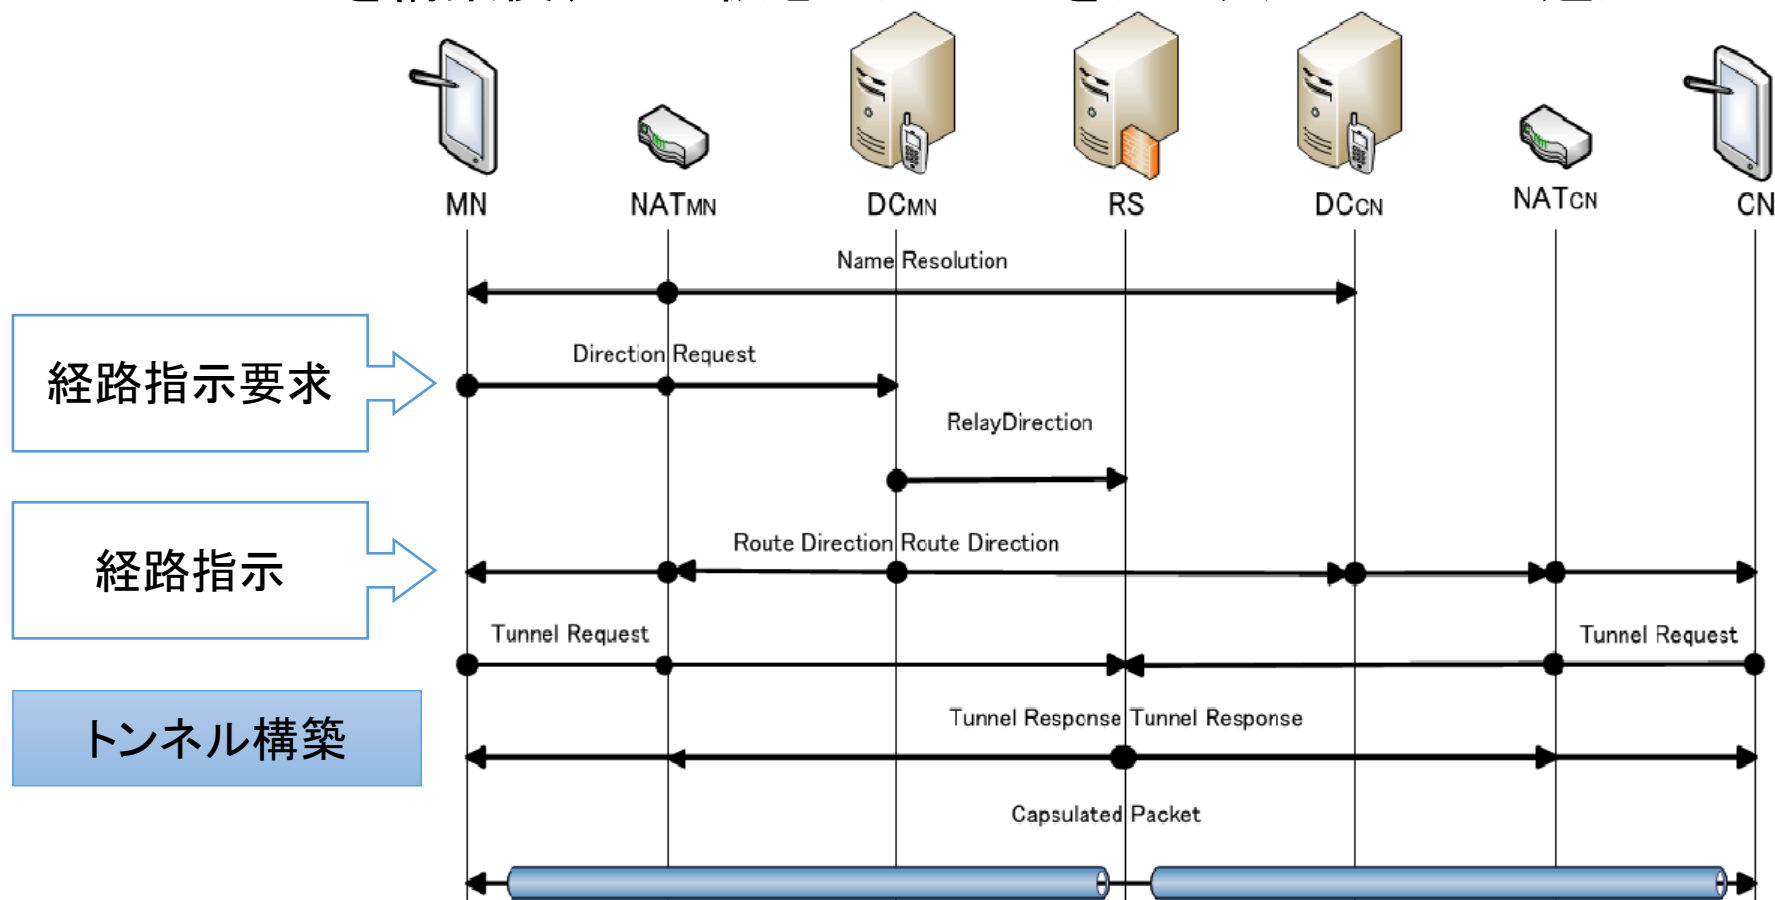 MN
NATMN
DCMN
RS
DCCN
NATCN
CN
Name Resolution
経路指示要求
Direction Request
RelayDirection
経路指示
Route Direction Route Direction
Tunnel Request
Tunnel Request
トンネル構築
Tunnel Response Tunnel Response
Capsulated Packet